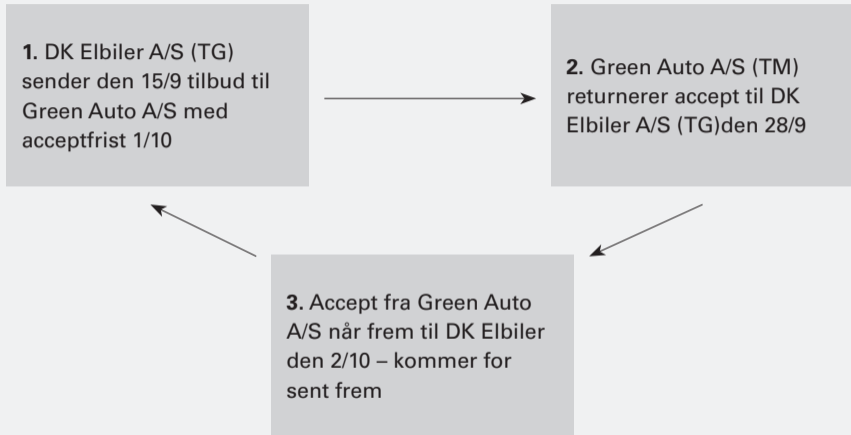 1. DK Elbiler A/S (TG)
sender den 15/9 tilbud til
Green Auto A/S med
acceptfrist 1/10
2. Green Auto A/S (TM)
returnerer accept til DK
Elbiler A/S (TG)den 28/9
3. Accept fra Green Auto
A/S når frem til DK Elbiler
den 2/10 – kommer for
sent frem